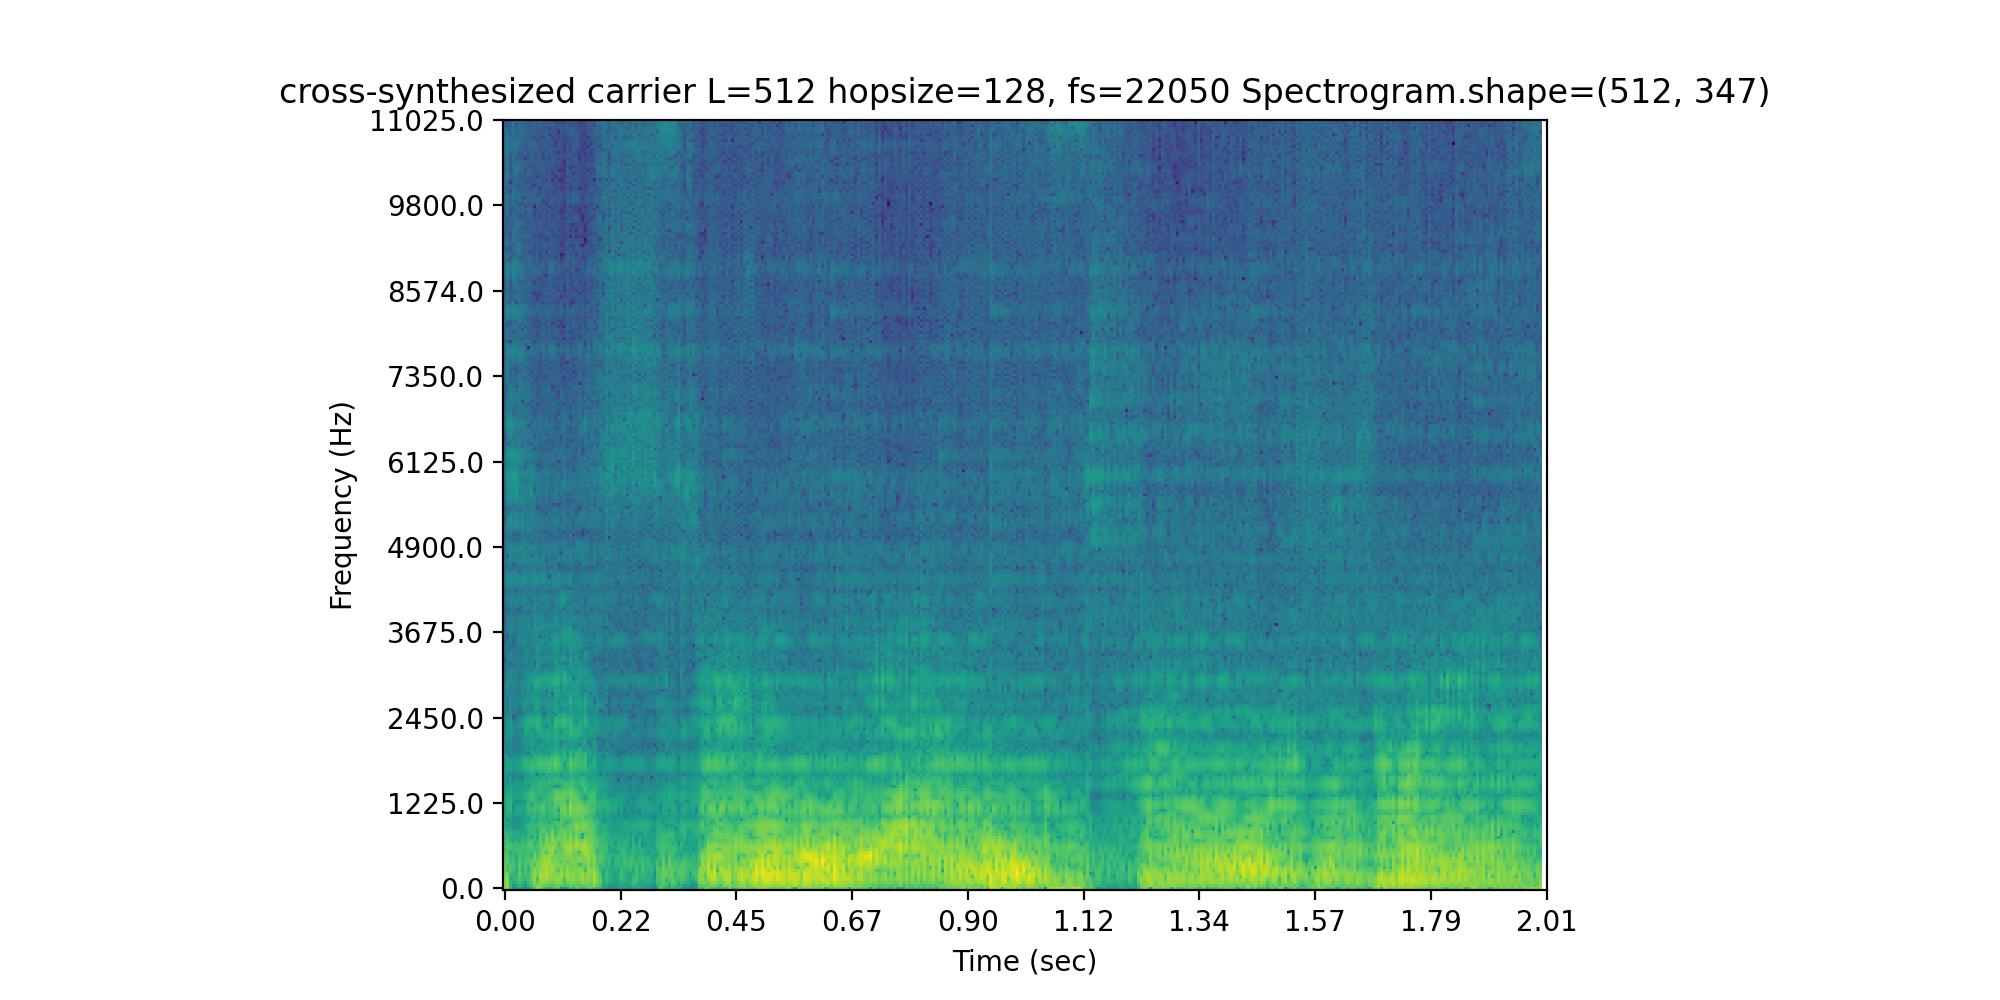 cross-synthesized carrier L=512 hopsize=128, fs=22050 Spectrogram.shape=(512, 347)
11025.0
9800.0
8574.0
7350.0
6125.0
4900.0
3675.0
2450.0
1225.0
0.0
Frequency (Hz)
0.00 0.22 0.45 0.67 0.90 1.12 1.34 1.57 1.79 2.01
Time (sec)